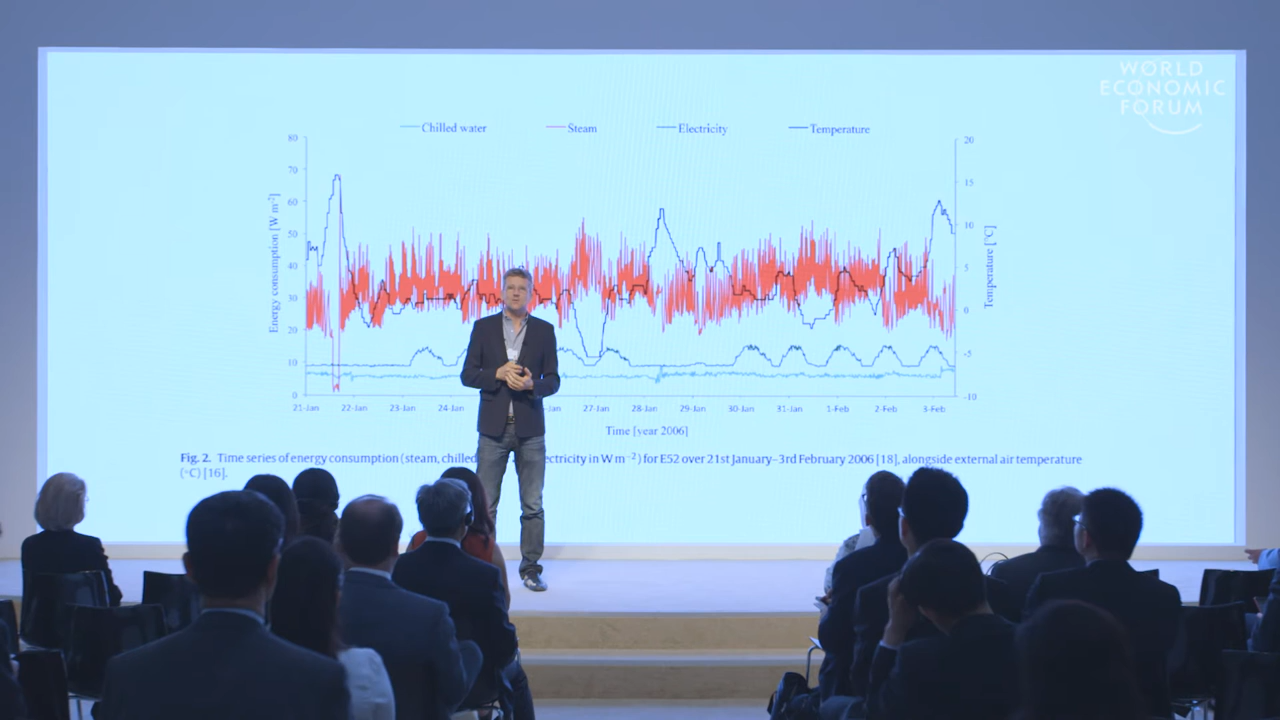 WORLD
ECONOMIC
FORUM
Chilled water
Steam
Electricity
Temperature
80
70
60
50
40
30
20
10
0
Energy consumption [W m⁻²]
20
15
10
5
0
-5
-10
Temperature [°C]
21-Jan 22-Jan 23-Jan 24-Jan -Jan 27-Jan 28-Jan 29-Jan 30-Jan 31-Jan 1-Feb 2-Feb 3-Feb
Time [year 2006]
Fig. 2. Time series of energy consumption (steam, chilled ectricity in W m⁻²) for E52 over 21st January–3rd February 2006 [18], alongside external air temperature
(°C) [16].